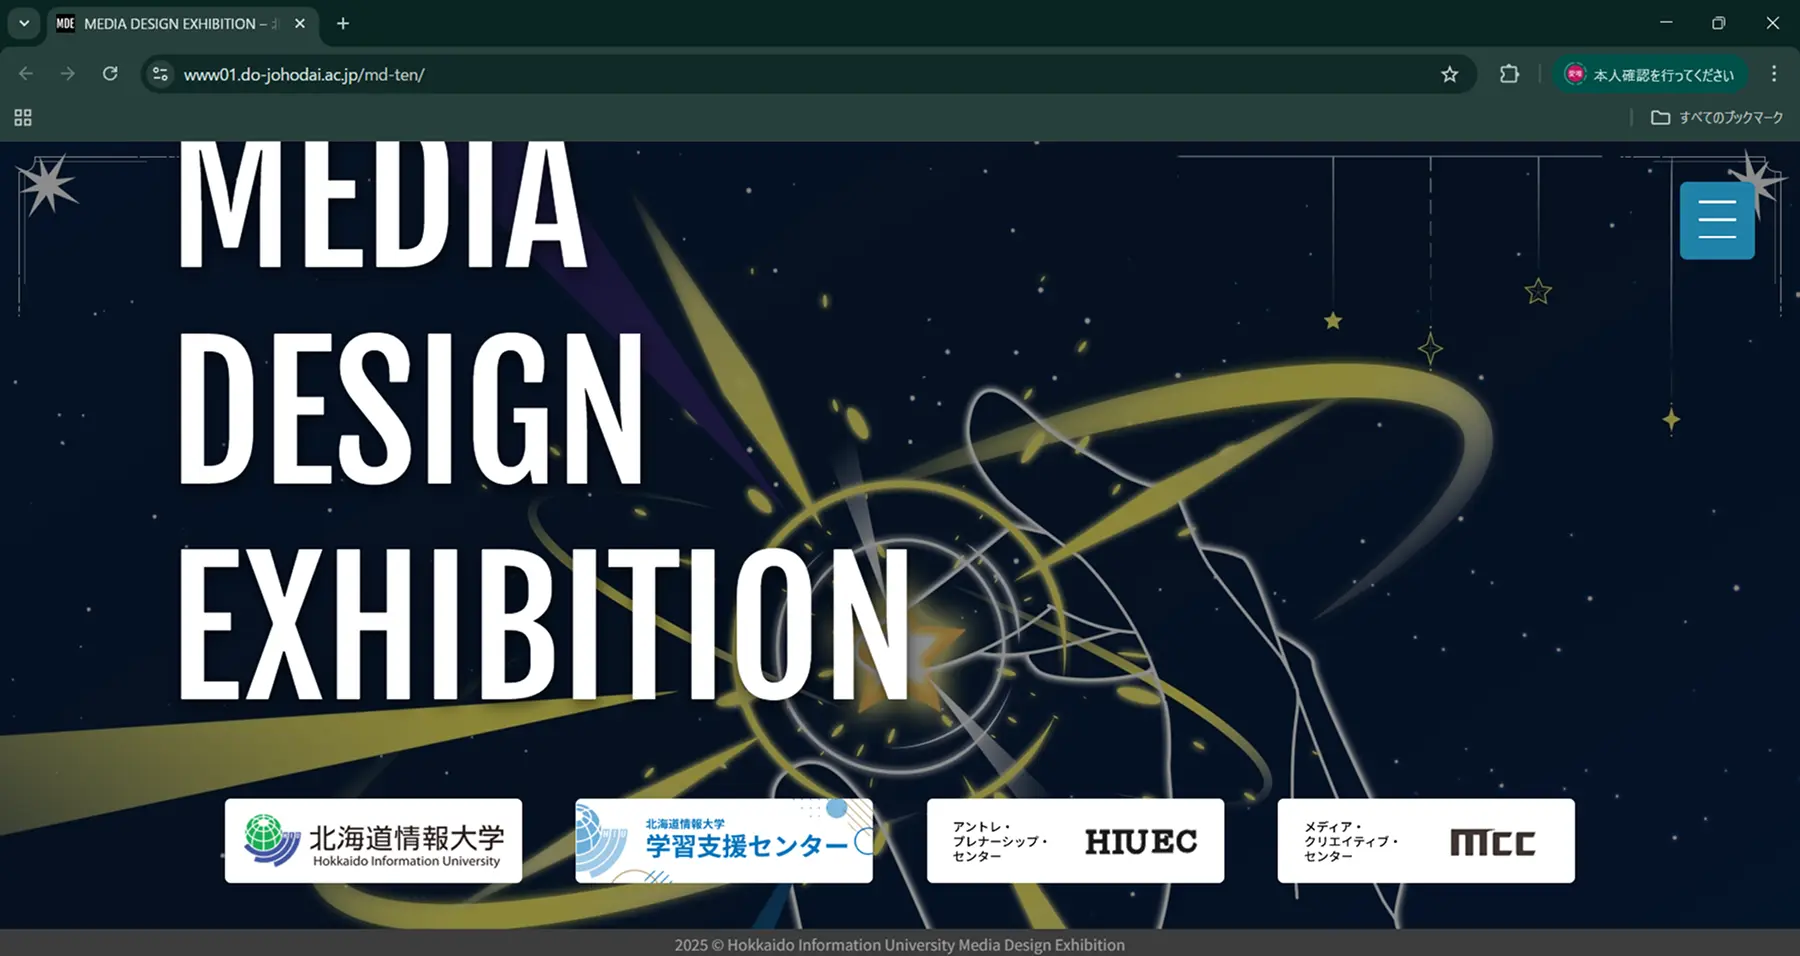 MDE MEDIA DESIGN EXHIBITION –
www01.do-johodai.ac.jp/md-ten/
愛唯 本人確認を行ってください
すべてのブックマーク
MEDIA
DESIGN
EXHIBITION
北海道情報大学
Hokkaido Information University
北海道情報大学
学習支援センター
アントレ・
プレナーシップ・
センター
HIUEC
メディア・
クリエイティブ・
センター
MCC
2025 © Hokkaido Information University Media Design Exhibition